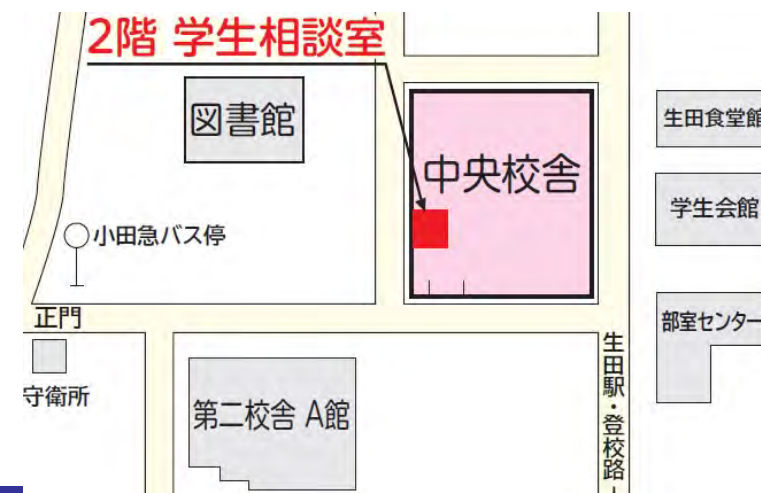 2階 学生相談室
図書館
中央校舎
生田食堂館
学生会館
小田急バス停
正門
部室センター
守衛所
第二校舎 A館
生田駅・登校路